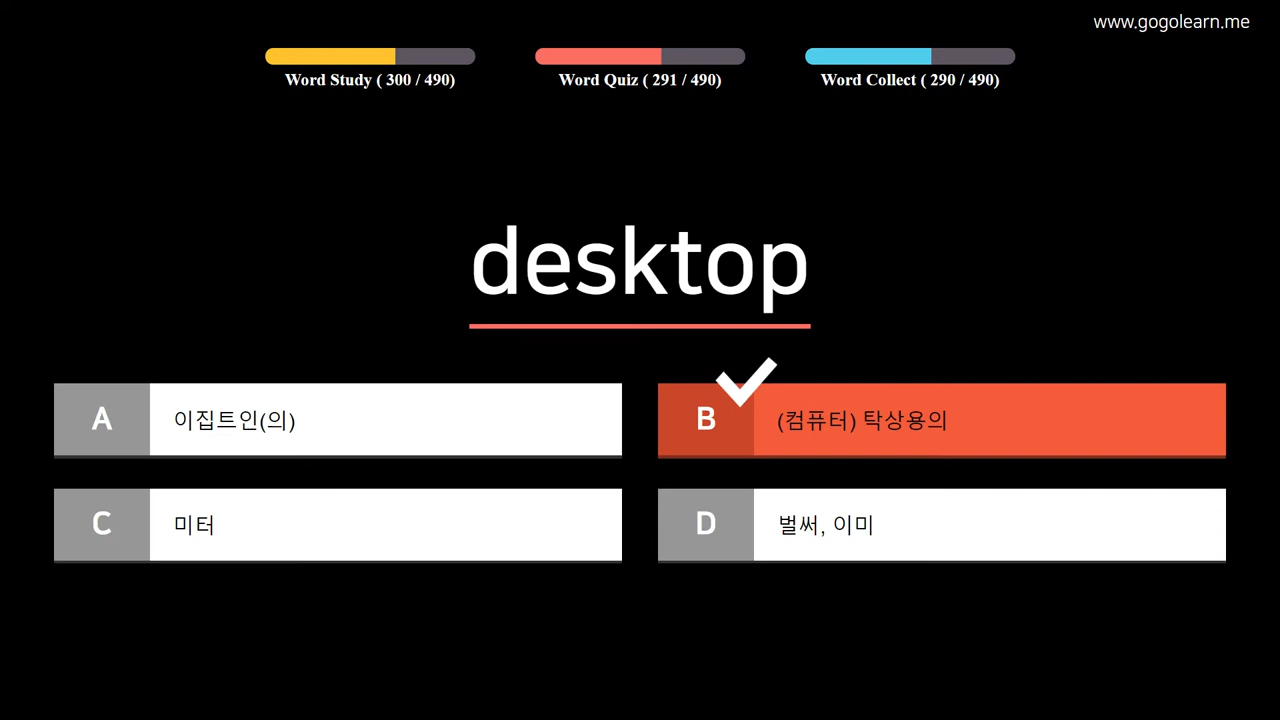 www.gogolearn.me
Word Study ( 300 / 490)
Word Quiz ( 291 / 490)
Word Collect ( 290 / 490)
desktop
A
이집트인(의)
B
(컴퓨터) 탁상용의
C
미터
D
벌써, 이미